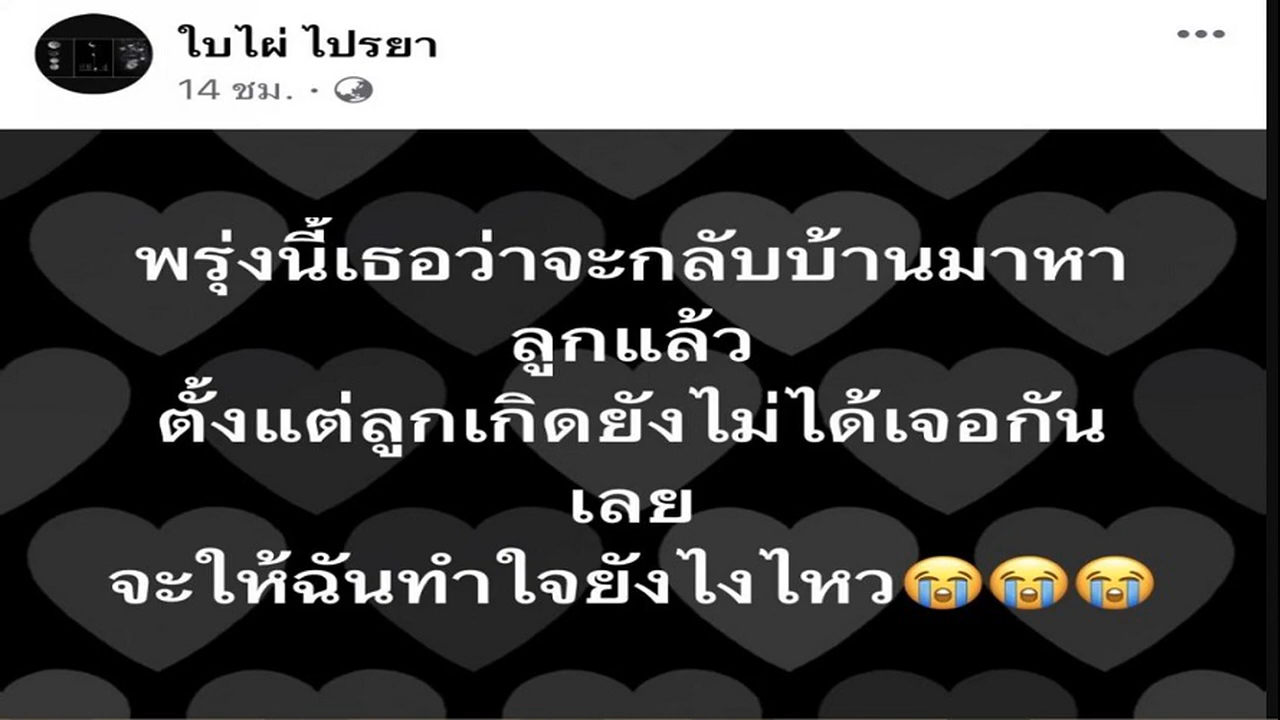 ใบไผ่ ไปรยา
14 ชม. ·
พรุ่งนี้เธอว่าจะกลับบ้านมาหา
ลูกแล้ว
ตั้งแต่ลูกเกิดยังไม่ได้เจอกัน
เลย
จะให้ฉันทำใจยังไงไหว😭😭😭